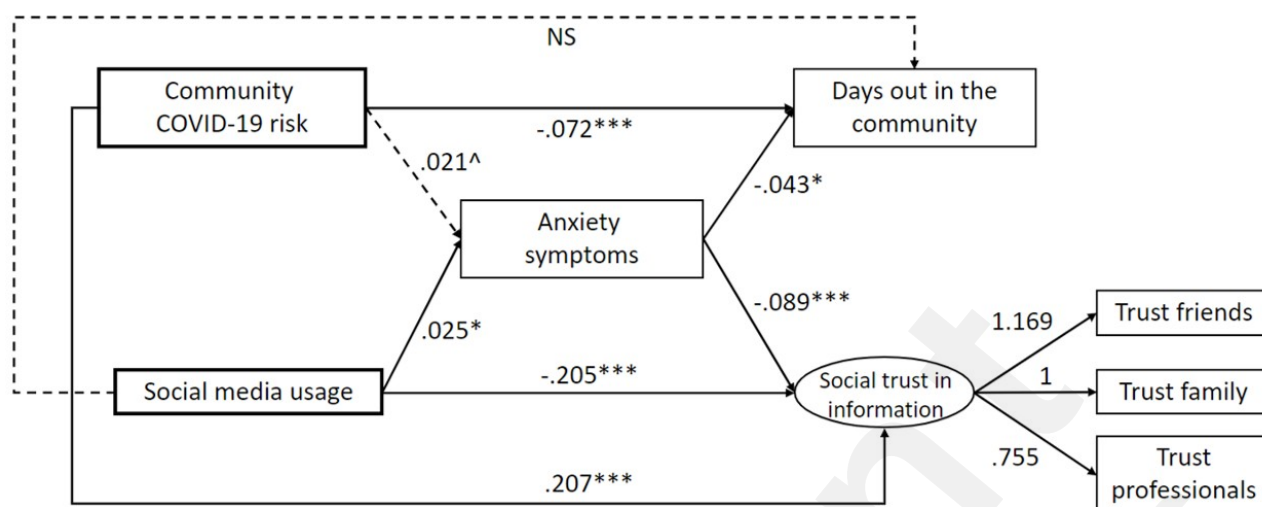 NS
Community
COVID-19 risk
Days out in the
community
-.072***
.021^
-.043*
Anxiety
symptoms
.025*
-.089***
Social media usage
-.205***
Social trust in
information
1.169
Trust friends
1
Trust family
.755
Trust
professionals
.207***